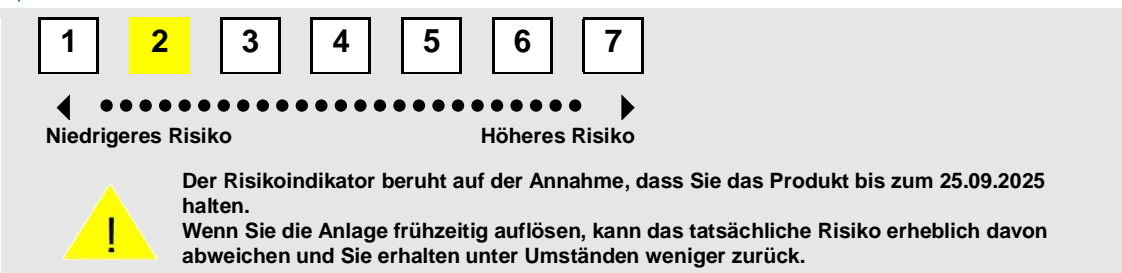 1 2 3 4 5 6 7
Niedrigeres Risiko Höheres Risiko
Der Risikoindikator beruht auf der Annahme, dass Sie das Produkt bis zum 25.09.2025
halten.
! Wenn Sie die Anlage frühzeitig auflösen, kann das tatsächliche Risiko erheblich davon
abweichen und Sie erhalten unter Umständen weniger zurück.